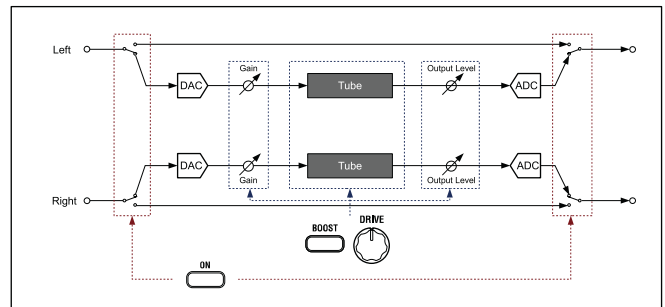 Left
DAC
Gain
Tube
Output Level
ADC
Right
DAC
Gain
Tube
Output Level
ADC
BOOST
DRIVE
ON